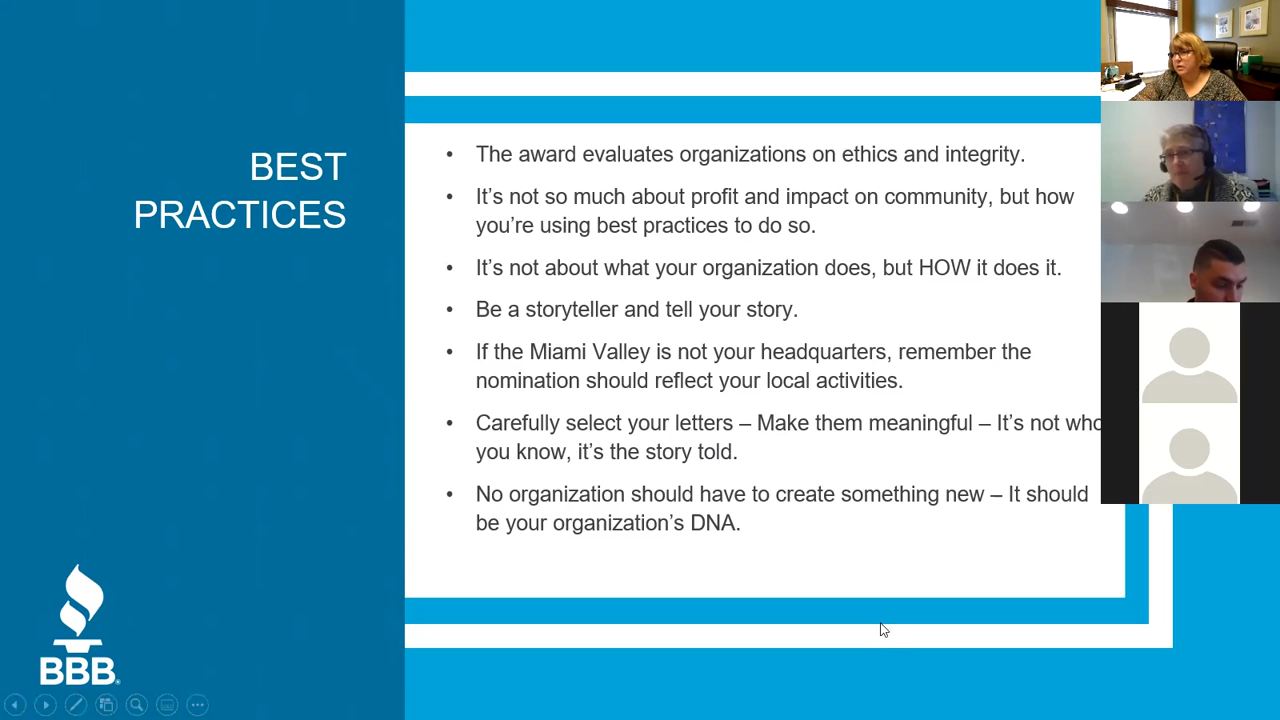 BEST
PRACTICES
• The award evaluates organizations on ethics and integrity.
• It’s not so much about profit and impact on community, but how
you’re using best practices to do so.
• It’s not about what your organization does, but HOW it does it.
• Be a storyteller and tell your story.
• If the Miami Valley is not your headquarters, remember the
nomination should reflect your local activities.
• Carefully select your letters – Make them meaningful – It’s not who
you know, it’s the story told.
• No organization should have to create something new – It should
be your organization’s DNA.
BBB®